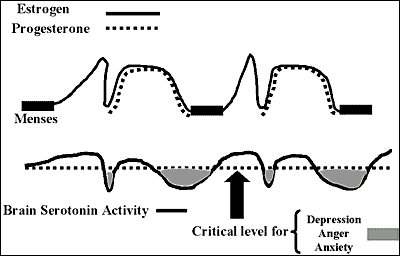 Estrogen
Progesterone
Menses
Brain Serotonin Activity
Critical level for
Depression
Anger
Anxiety